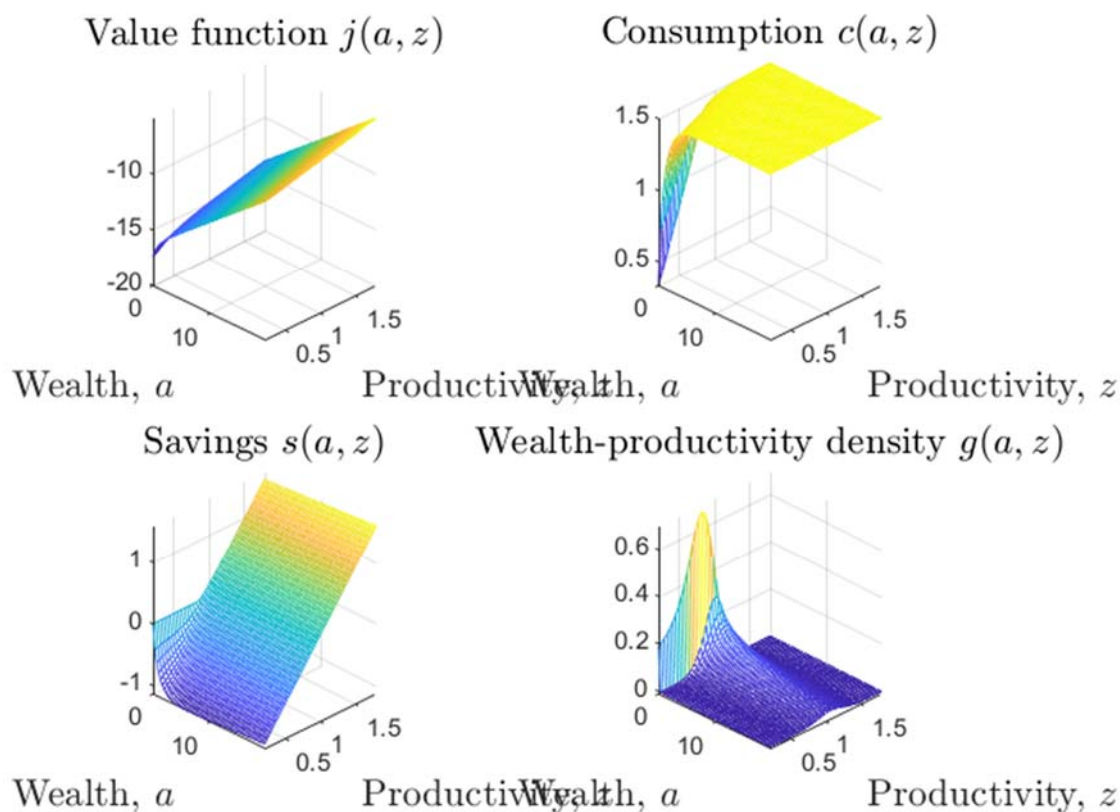 Value function j(a, z)
-10
-15
-20
0
10
0.5
1
1.5
Wealth, a
Productivity, z
Consumption c(a, z)
1.5
1
0.5
0
10
0.5
1
1.5
Wealth, a
Productivity, z
Savings s(a, z)
1
0
-1
0
10
0.5
1
1.5
Wealth, a
Productivity, z
Wealth-productivity density g(a, z)
0.6
0.4
0.2
0
0
10
0.5
1
1.5
Wealth, a
Productivity, z